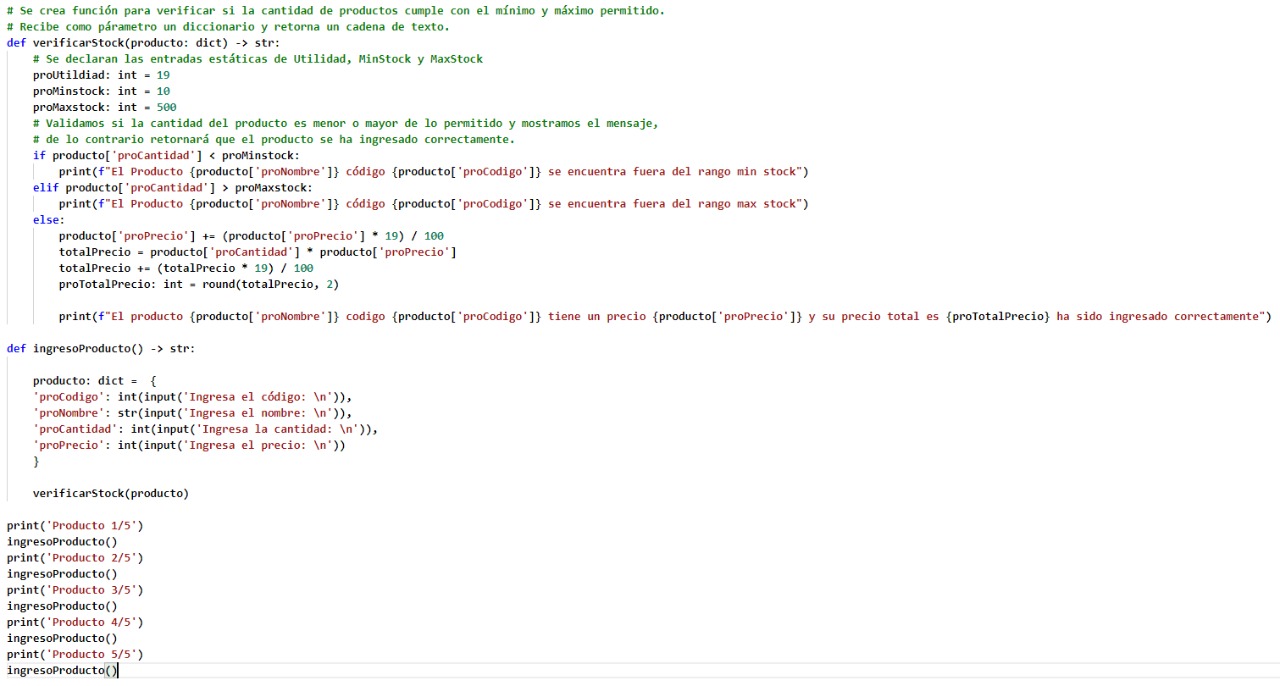 # Se crea función para verificar si la cantidad de productos cumple con el mínimo y máximo permitido.
# Recibe como párametro un diccionario y retorna un cadena de texto.
def verificarStock(producto: dict) -> str:
    # Se declaran las entradas estáticas de Utilidad, MinStock y MaxStock
    proUtildiad: int = 19
    proMinstock: int = 10
    proMaxstock: int = 500
    # Validamos si la cantidad del producto es menor o mayor de lo permitido y mostramos el mensaje,
    # de lo contrario retornará que el producto se ha ingresado correctamente.
    if producto['proCantidad'] < proMinstock:
        print(f"El Producto {producto['proNombre']} código {producto['proCodigo']} se encuentra fuera del rango min stock")
    elif producto['proCantidad'] > proMaxstock:
        print(f"El Producto {producto['proNombre']} código {producto['proCodigo']} se encuentra fuera del rango max stock")
    else:
        producto['proPrecio'] += (producto['proPrecio'] * 19) / 100
        totalPrecio = producto['proCantidad'] * producto['proPrecio']
        totalPrecio += (totalPrecio * 19) / 100
        proTotalPrecio: int = round(totalPrecio, 2)

        print(f"El producto {producto['proNombre']} codigo {producto['proCodigo']} tiene un precio {producto['proPrecio']} y su precio total es {proTotalPrecio} ha sido ingresado correctamente")

def ingresoProducto() -> str:

    producto: dict =  {
    'proCodigo': int(input('Ingresa el código: \n')),
    'proNombre': str(input('Ingresa el nombre: \n')),
    'proCantidad': int(input('Ingresa la cantidad: \n')),
    'proPrecio': int(input('Ingresa el precio: \n'))
    }

    verificarStock(producto)

print('Producto 1/5')
ingresoProducto()
print('Producto 2/5')
ingresoProducto()
print('Producto 3/5')
ingresoProducto()
print('Producto 4/5')
ingresoProducto()
print('Producto 5/5')
ingresoProducto()